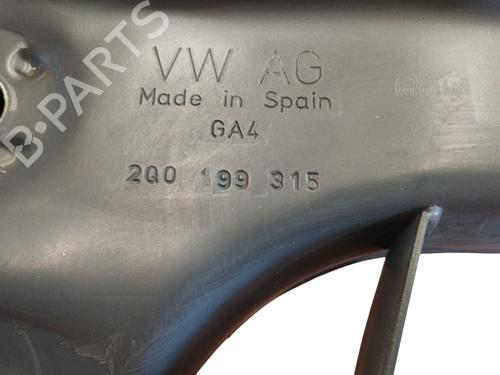 B-PARTS
VW AG
Made in Spain
GA4
2Q0 199 315